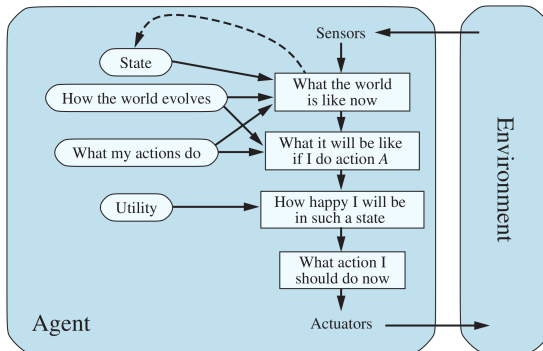 Sensors
State
What the world
is like now
How the world evolves
What it will be like
if I do action A
What my actions do
How happy I will be
in such a state
Utility
What action I
should do now
Agent
Actuators
Environment